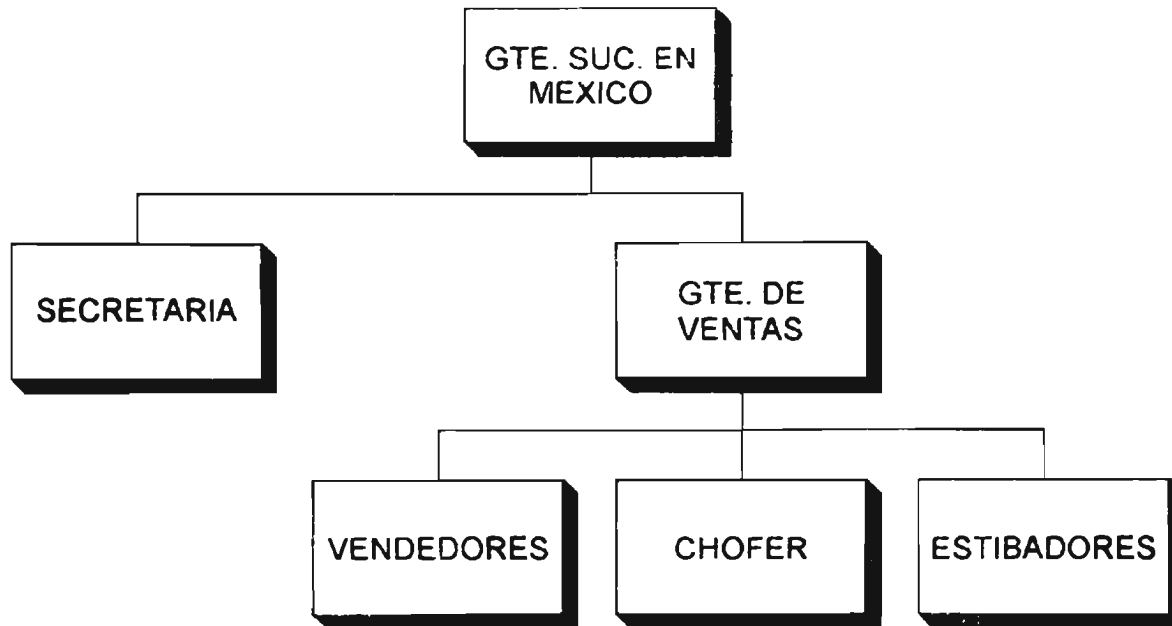 GTE. SUC. EN
MEXICO
SECRETARIA
GTE. DE
VENTAS
VENDEDORES
CHOFER
ESTIBADORES